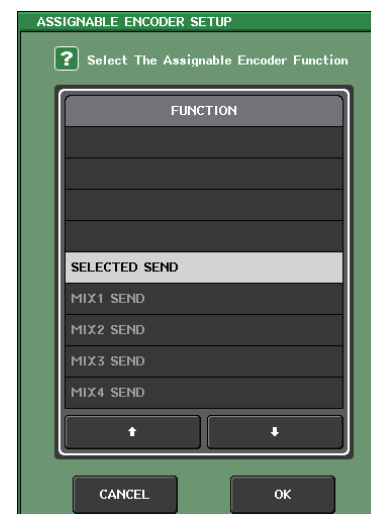 ASSIGNABLE ENCODER SETUP
? Select The Assignable Encoder Function
FUNCTION
SELECTED SEND
MIX1 SEND
MIX2 SEND
MIX3 SEND
MIX4 SEND
CANCEL OK